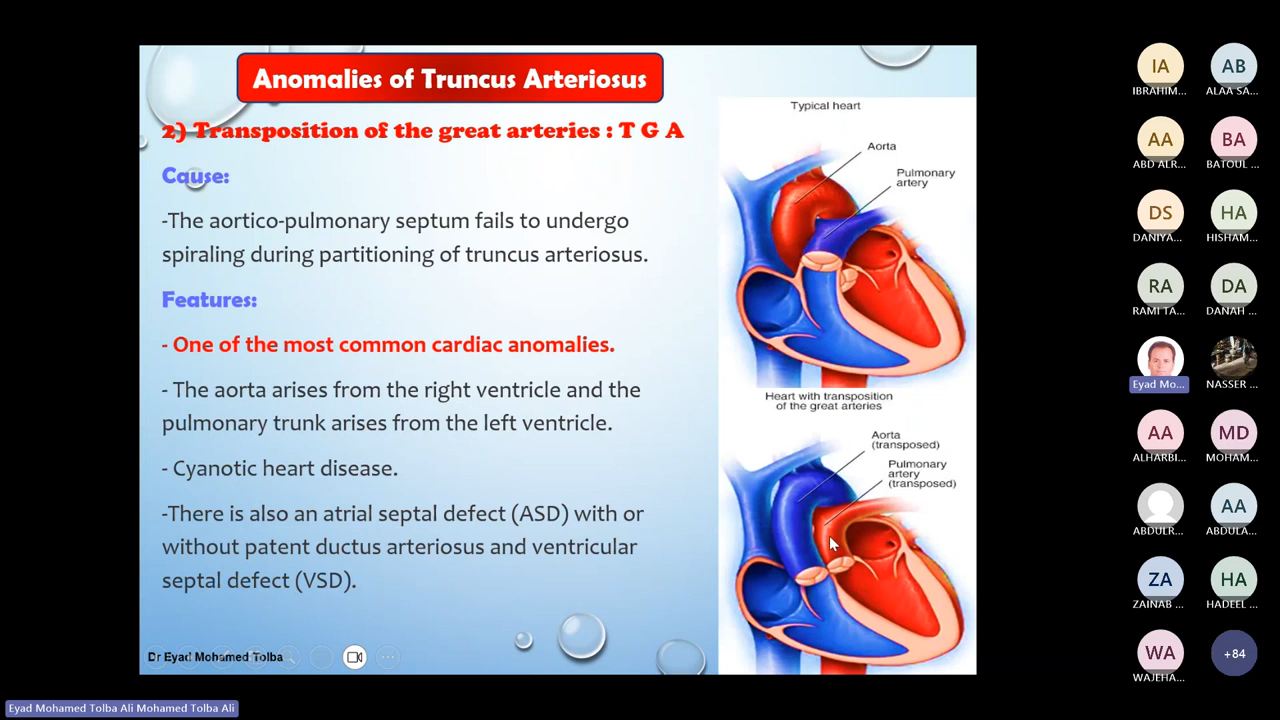 Anomalies of Truncus Arteriosus
2) Transposition of the great arteries : T G A
Cause:
-The aortico-pulmonary septum fails to undergo
spiraling during partitioning of truncus arteriosus.
Features:
- One of the most common cardiac anomalies.
- The aorta arises from the right ventricle and the
pulmonary trunk arises from the left ventricle.
- Cyanotic heart disease.
-There is also an atrial septal defect (ASD) with or
without patent ductus arteriosus and ventricular
septal defect (VSD).
Dr Eyad Mohamed Tolba
Typical heart
Aorta
Pulmonary
artery
Heart with transposition
of the great arteries
Aorta
(transposed)
Pulmonary
artery
(transposed)
IA
IBRAHIM...
AB
ALAA SA...
AA
ABD ALR...
BA
BATOUL ...
DS
DANIYA...
HA
HISHAM...
RA
RAMI TA...
DA
DANAH ...
Eyad Mo...
NASSER ...
AA
ALHARBI...
MD
MOHAM...
ABDULR...
AA
ABDULA...
ZA
ZAINAB ...
HA
HADEEL ...
WA
WAJEHA...
+84
Eyad Mohamed Tolba Ali Mohamed Tolba Ali